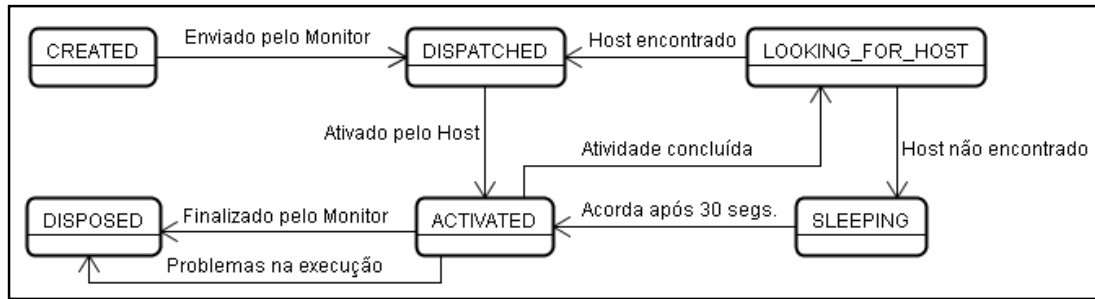 CREATED
Enviado pelo Monitor
DISPATCHED
Host encontrado
LOOKING_FOR_HOST
Ativado pelo Host
Atividade concluída
Host não encontrado
DISPOSED
Finalizado pelo Monitor
ACTIVATED
Acorda após 30 segs.
SLEEPING
Problemas na execução